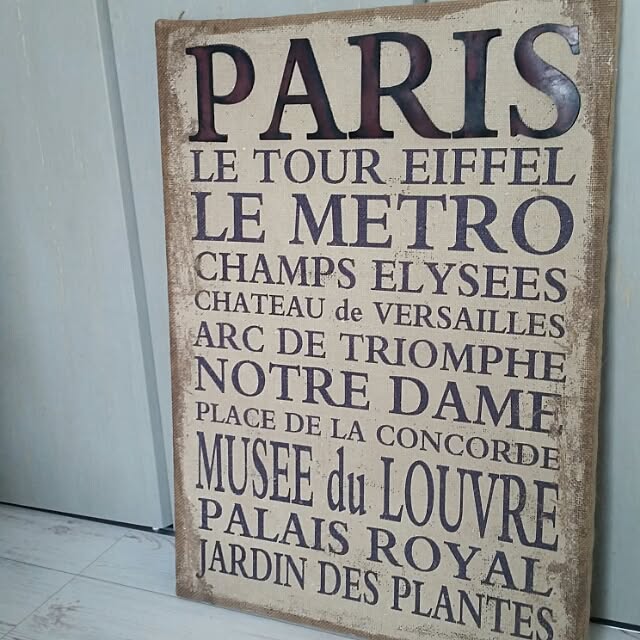 PARIS
LE TOUR EIFFEL
LE METRO
CHAMPS ELYSEES
CHATEAU de VERSAILLES
ARC DE TRIOMPHE
NOTRE DAME
PLACE DE LA CONCORDE
MUSEE du LOUVRE
PALAIS ROYAL
JARDIN DES PLANTES